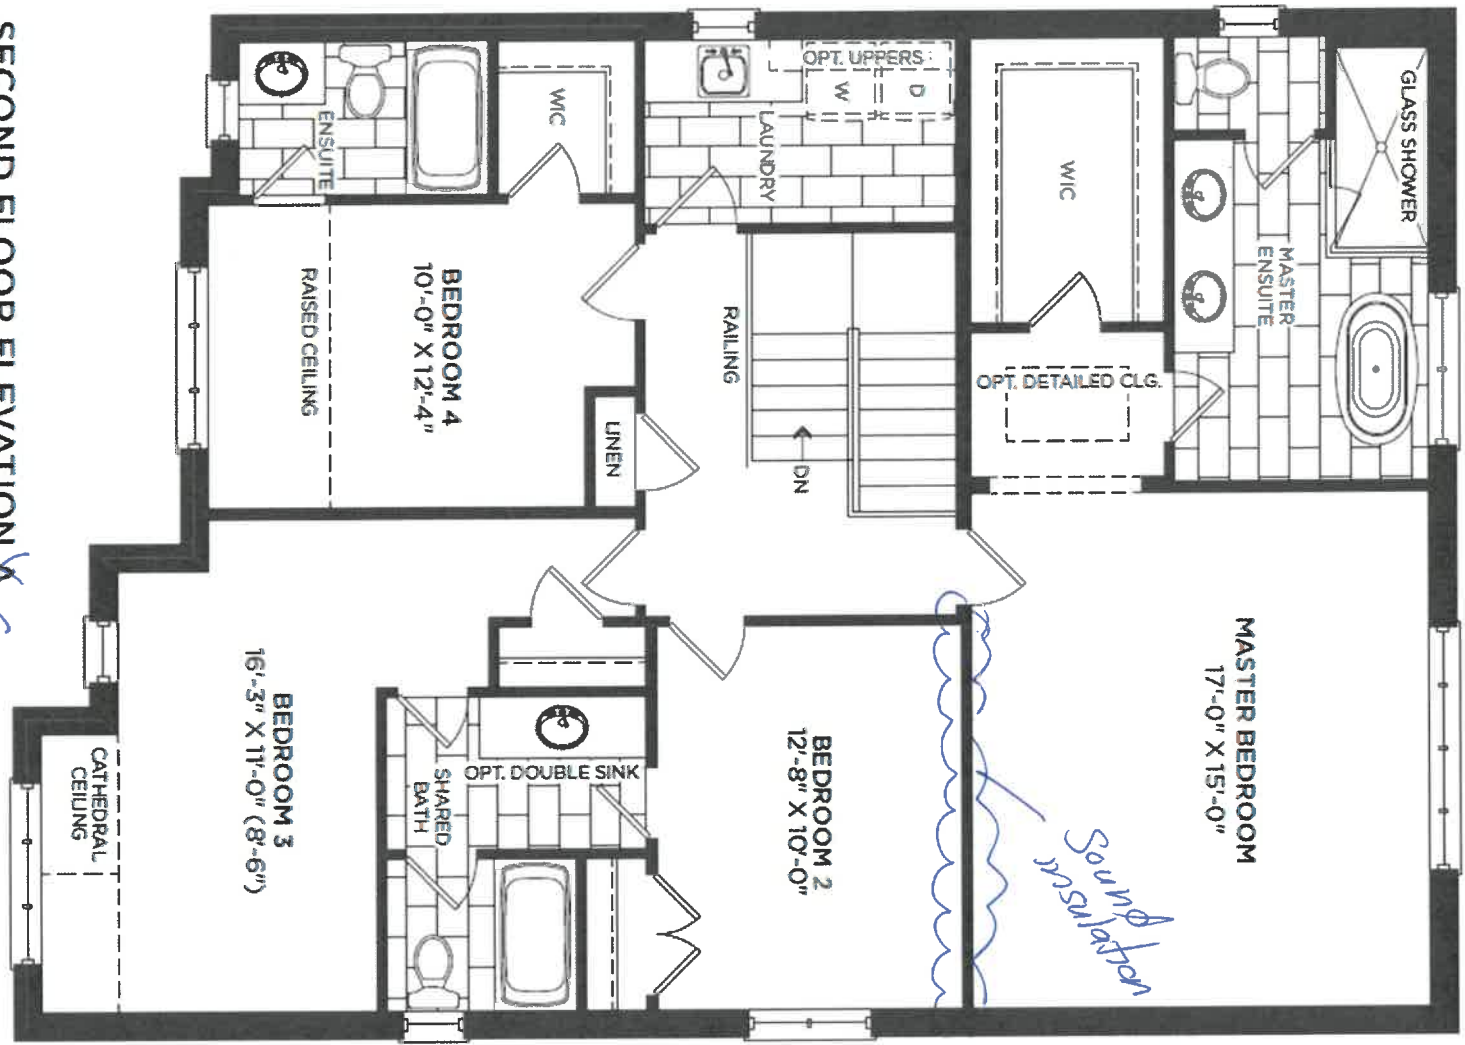 GLASS SHOWER
MASTER
ENSUITE
WIC
OPT. DETAILED CLG.
MASTER BEDROOM
17'-0" X 15'-0"
Sound
insulation
OPT. UPPERS
D
W
LAUNDRY
RAILING
DN
BEDROOM 2
12'-8" X 10'-0"
WIC
LINEN
OPT. DOUBLE SINK
SHARED
BATH
ENSUITE
BEDROOM 4
10'-0" X 12'-4"
RAISED CEILING
BEDROOM 3
16'-3" X 11'-0" (8'-6")
CATHEDRAL
CEILING
SECOND FLOOR ELEVATION